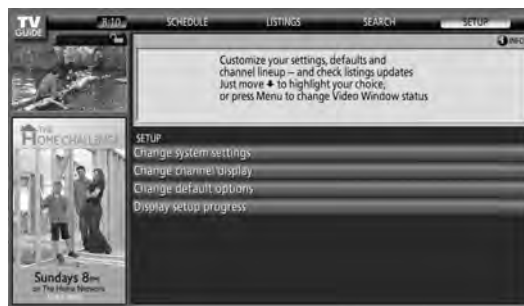 TV
GUIDE
8:10
SCHEDULE
LISTINGS
SEARCH
SETUP
INFO
Customize your settings, defaults and
channel lineup – and check listings updates
Just move ↓ to highlight your choice,
or press Menu to change Video Window status
THE
HOME CHALLENGE
SETUP
Change system settings
Change channel display
Change default options
Display setup progress
Sundays 8PM
on The Home Network